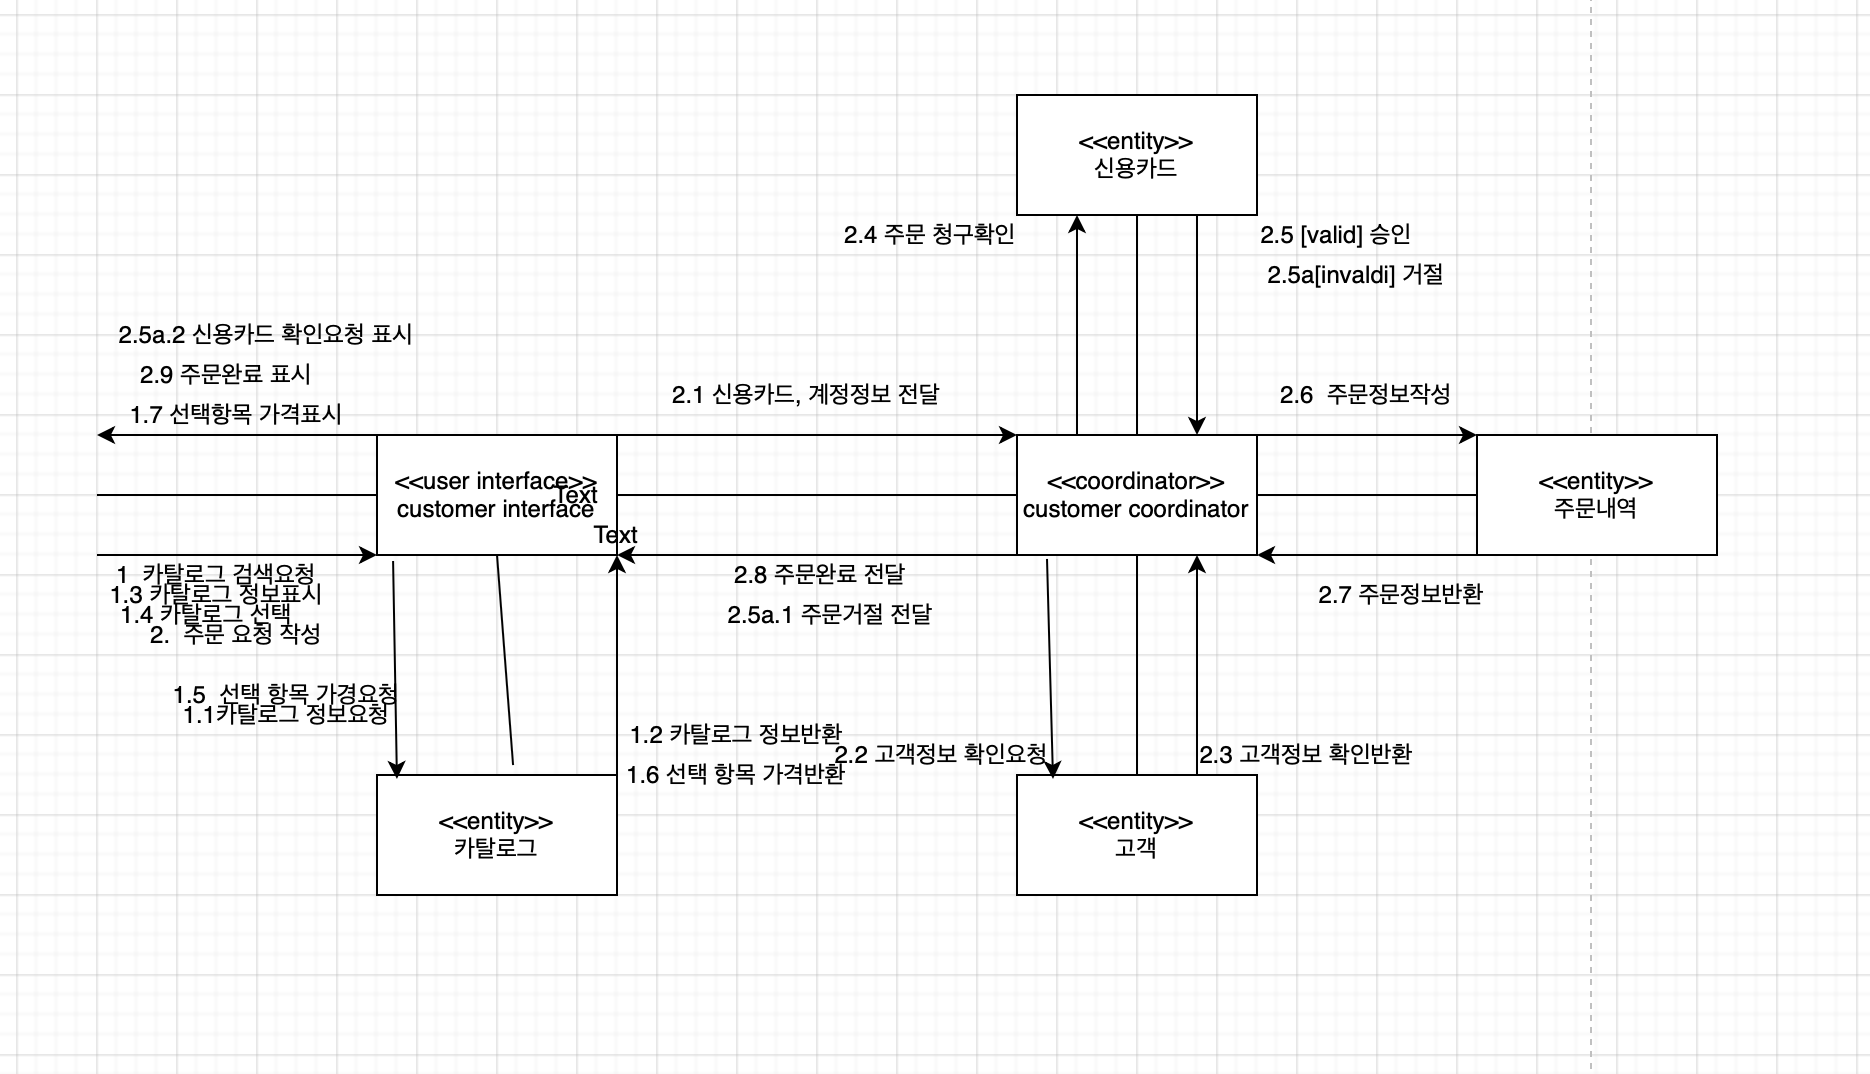 <<entity>>
신용카드
2.4 주문 청구확인
2.5 [valid] 승인
2.5a[invaldi] 거절
2.5a.2 신용카드 확인요청 표시
2.9 주문완료 표시
1.7 선택항목 가격표시
2.1 신용카드, 계정정보 전달
2.6  주문정보작성
<<user interface>>
customer interface
Text
Text
<<coordinator>>
customer coordinator
<<entity>>
주문내역
1  카탈로그 검색요청
1.3 카탈로그 정보표시
1.4 카탈로그 선택
2.  주문 요청 작성
2.8 주문완료 전달
2.5a.1 주문거절 전달
2.7 주문정보반환
1.5  선택 항목 가경요청
1.1카탈로그 정보요청
1.2 카탈로그 정보반환
1.6 선택 항목 가격반환
2.2 고객정보 확인요청
2.3 고객정보 확인반환
<<entity>>
카탈로그
<<entity>>
고객